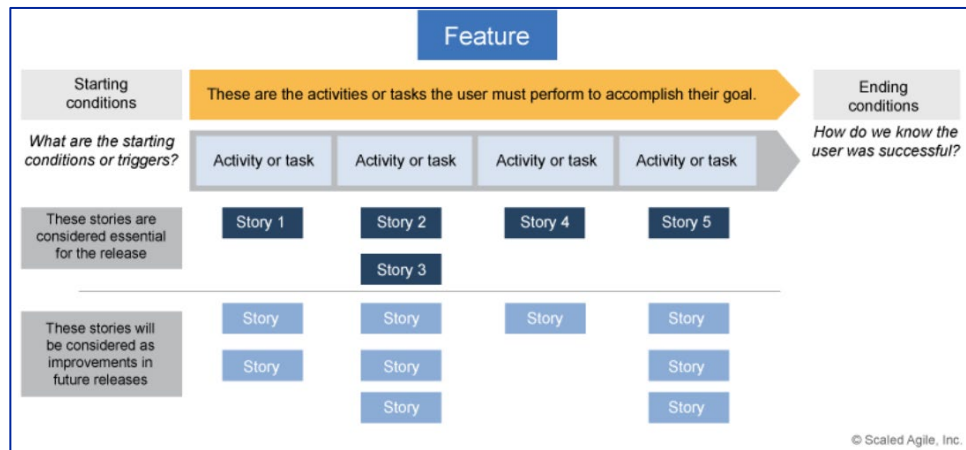 Feature
Starting
conditions
These are the activities or tasks the user must perform to accomplish their goal.
Ending
conditions
What are the starting
conditions or triggers?
Activity or task
Activity or task
Activity or task
Activity or task
How do we know the
user was successful?
These stories are
considered essential
for the release
Story 1
Story 2
Story 4
Story 5
Story 3
These stories will
be considered as
improvements in
future releases
Story
Story
Story
Story
Story
Story
Story
Story
Story
© Scaled Agile, Inc.